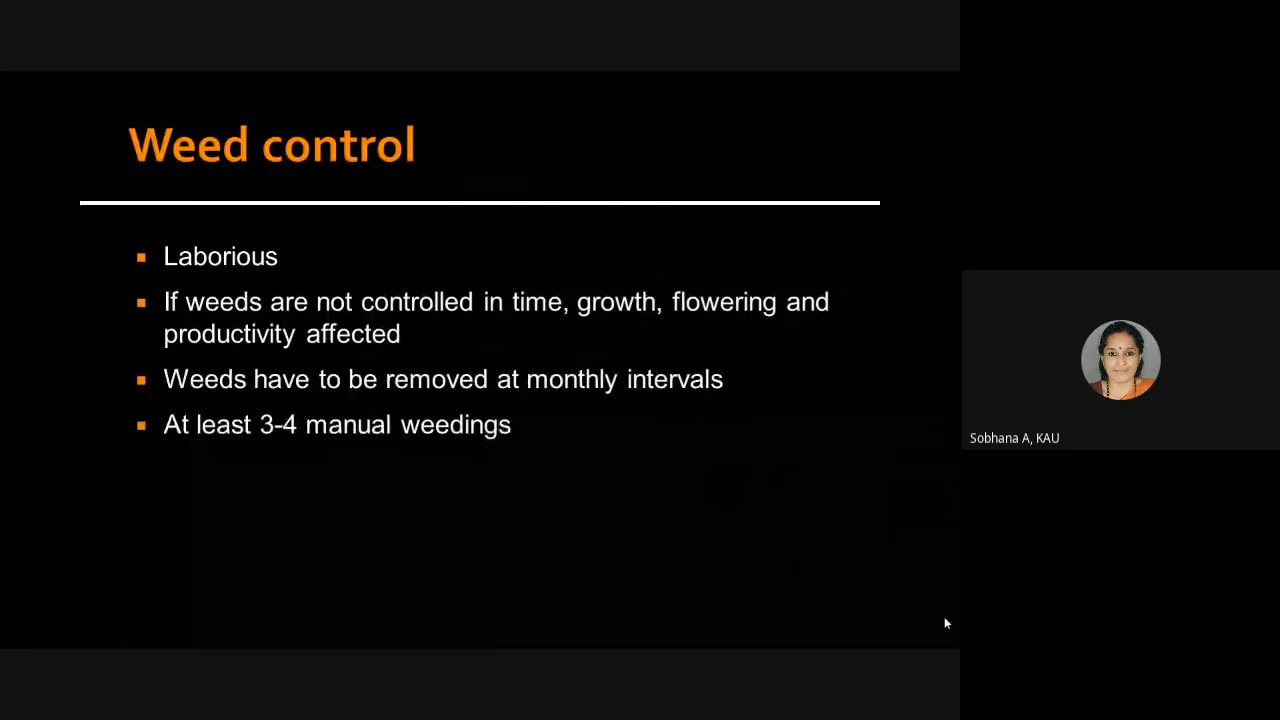 Weed control
Laborious
If weeds are not controlled in time, growth, flowering and
productivity affected
Weeds have to be removed at monthly intervals
At least 3-4 manual weedings
Sobhana A, KAU